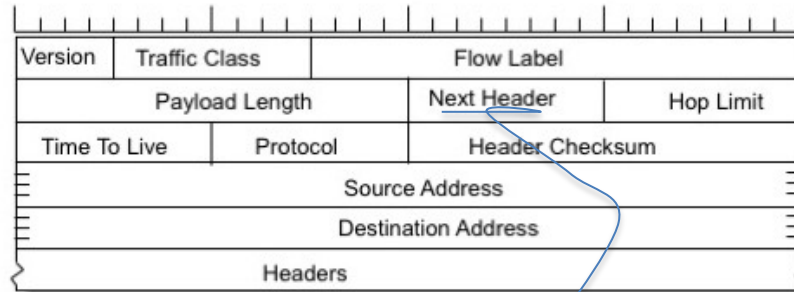 Version Traffic Class Flow Label
Payload Length Next Header Hop Limit
Time To Live Protocol Header Checksum
Source Address
Destination Address
Headers